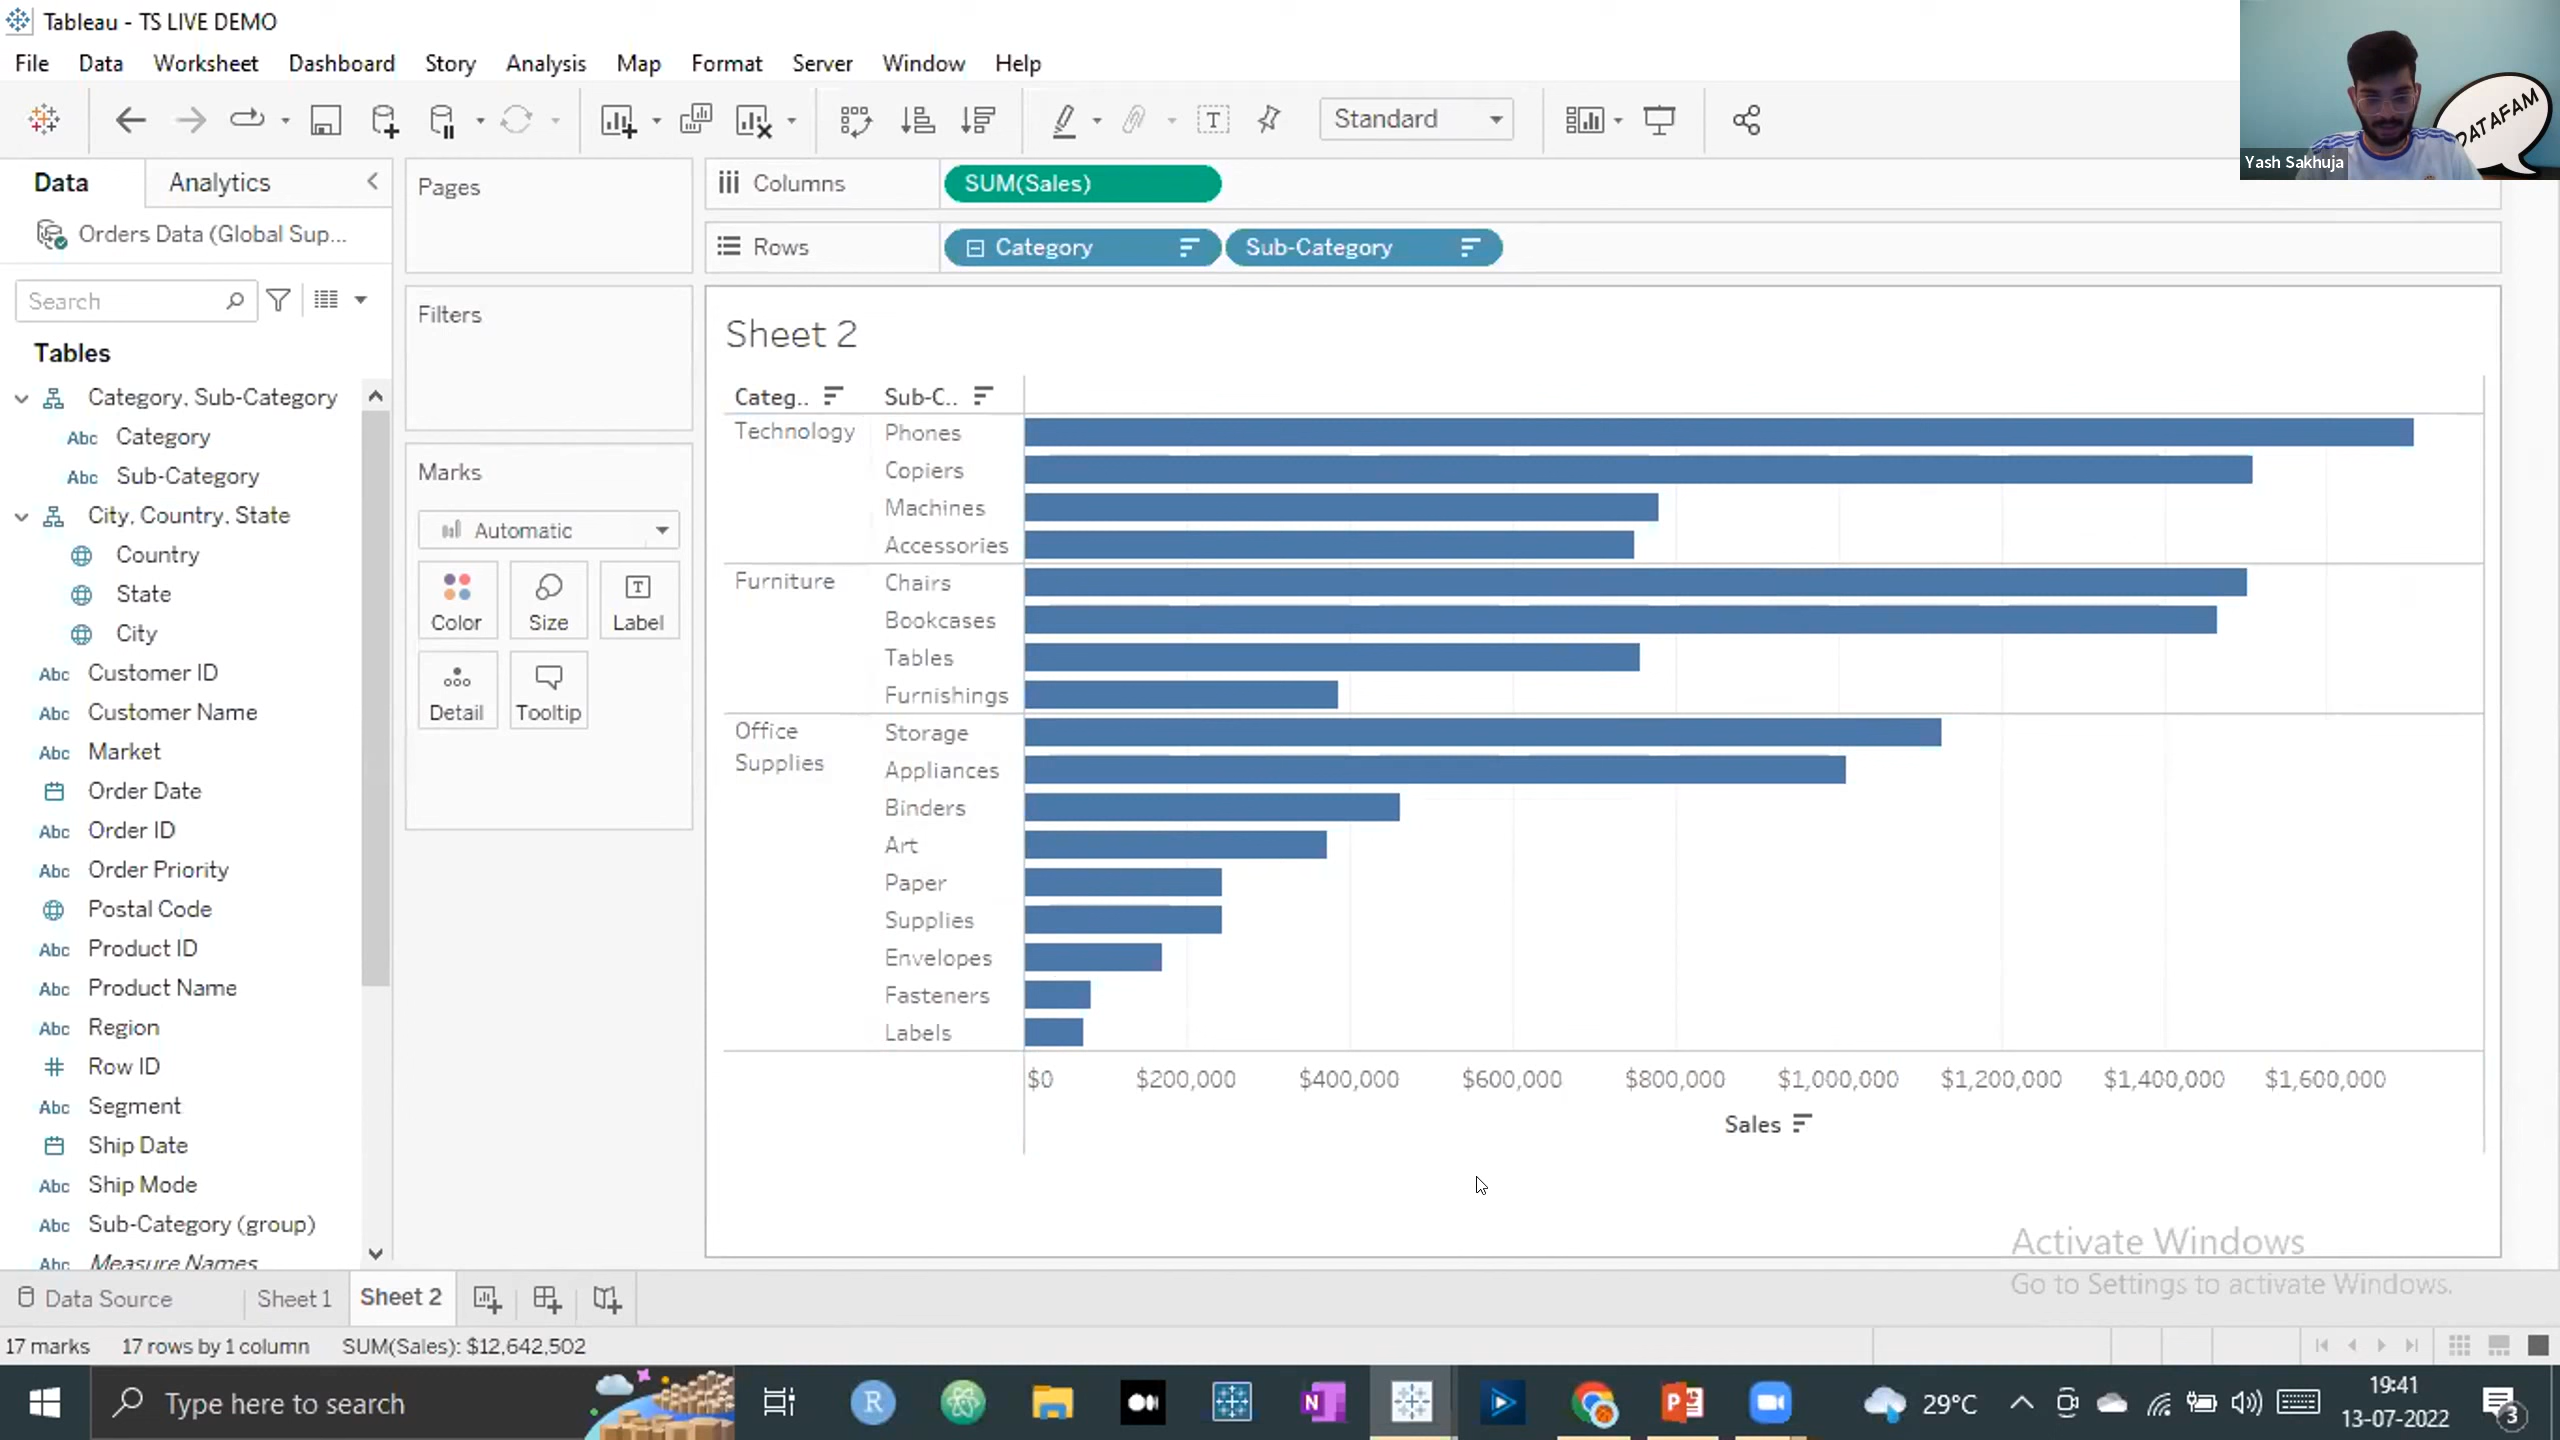 Tableau - TS LIVE DEMO
File Data Worksheet Dashboard Story Analysis Map Format Server Window Help
Standard
DATAFAM
Yash Sakhuja
Data Analytics
Orders Data (Global Sup...
Search
Tables
Category, Sub-Category
Abc Category
Abc Sub-Category
City, Country, State
Country
State
City
Abc Customer ID
Abc Customer Name
Abc Market
Order Date
Abc Order ID
Abc Order Priority
Postal Code
Abc Product ID
Abc Product Name
Abc Region
# Row ID
Abc Segment
Ship Date
Abc Ship Mode
Abc Sub-Category (group)
Abc Measure Names
Pages
Filters
Marks
Automatic
Color Size Label
Detail Tooltip
Columns SUM(Sales)
Rows Category Sub-Category
Sheet 2
Categ.. Sub-C..
Technology Phones
Copiers
Machines
Accessories
Furniture Chairs
Bookcases
Tables
Furnishings
Office Supplies Storage
Appliances
Binders
Art
Paper
Supplies
Envelopes
Fasteners
Labels
$0 $200,000 $400,000 $600,000 $800,000 $1,000,000 $1,200,000 $1,400,000 $1,600,000
Sales
Activate Windows
Go to Settings to activate Windows.
Data Source Sheet 1 Sheet 2
17 marks 17 rows by 1 column SUM(Sales): $12,642,502
Type here to search
29°C
19:41
13-07-2022
3